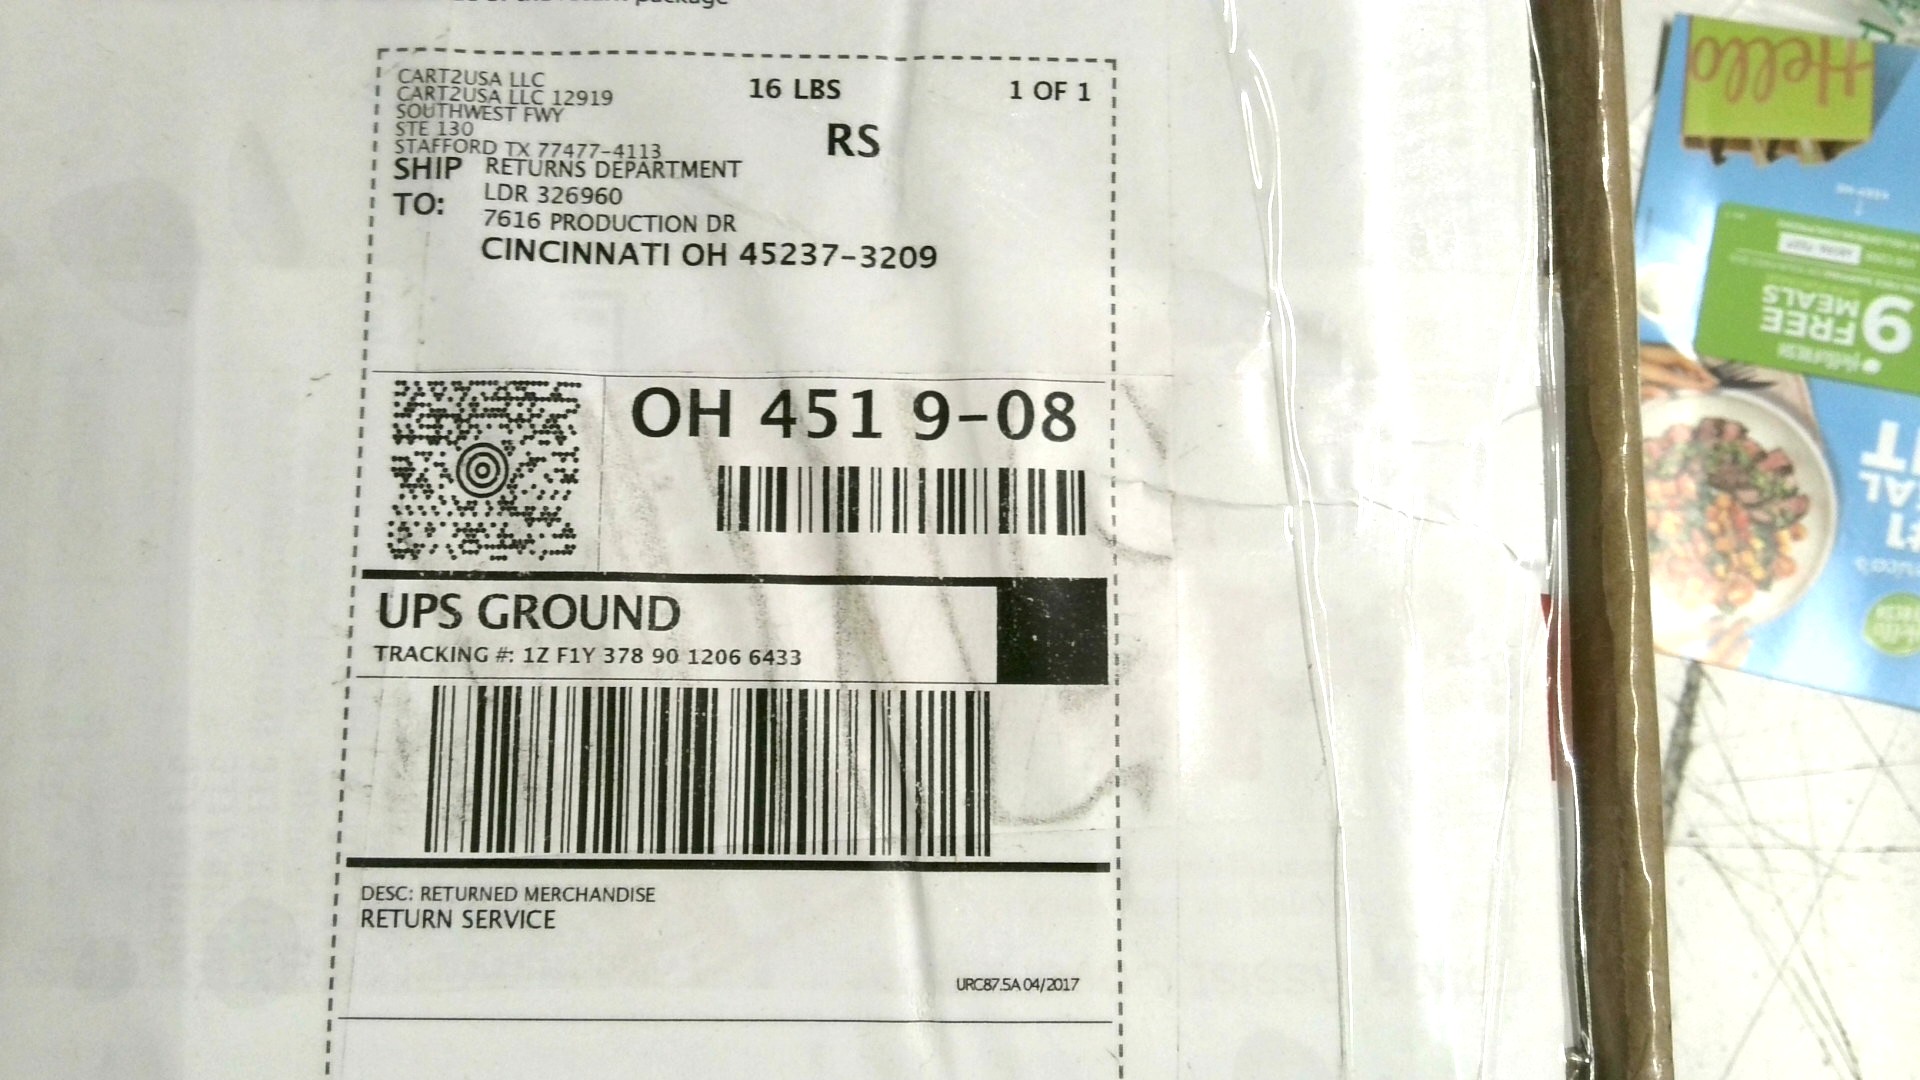 return package
CART2USA LLC
CART2USA LLC 12919
SOUTHWEST FWY
STE 130
STAFFORD TX 77477-4113
16 LBS
1 OF 1
RS
SHIP TO:
RETURNS DEPARTMENT
LDR 326960
7616 PRODUCTION DR
CINCINNATI OH 45237-3209
OH 451 9-08
UPS GROUND
TRACKING #: 1Z F1Y 378 90 1206 6433
DESC: RETURNED MERCHANDISE
RETURN SERVICE
URC87.5A 04/2017
Hello
9 FREE
MEALS